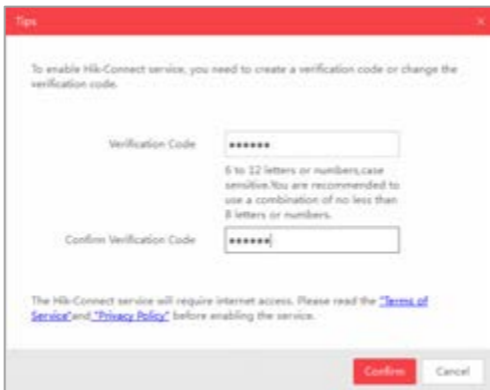 Tips
To enable Hik-Connect service, you need to create a verification code or change the
verification code.
Verification Code ●●●●●●
6 to 12 letters or numbers,case
sensitive.You are recommended to
use a combination of no less than
8 letters or numbers.
Confirm Verification Code ●●●●●●
The Hik-Connect service will require internet access. Please read the "Terms of
Service"and "Privacy Policy" before enabling the service.
Confirm Cancel